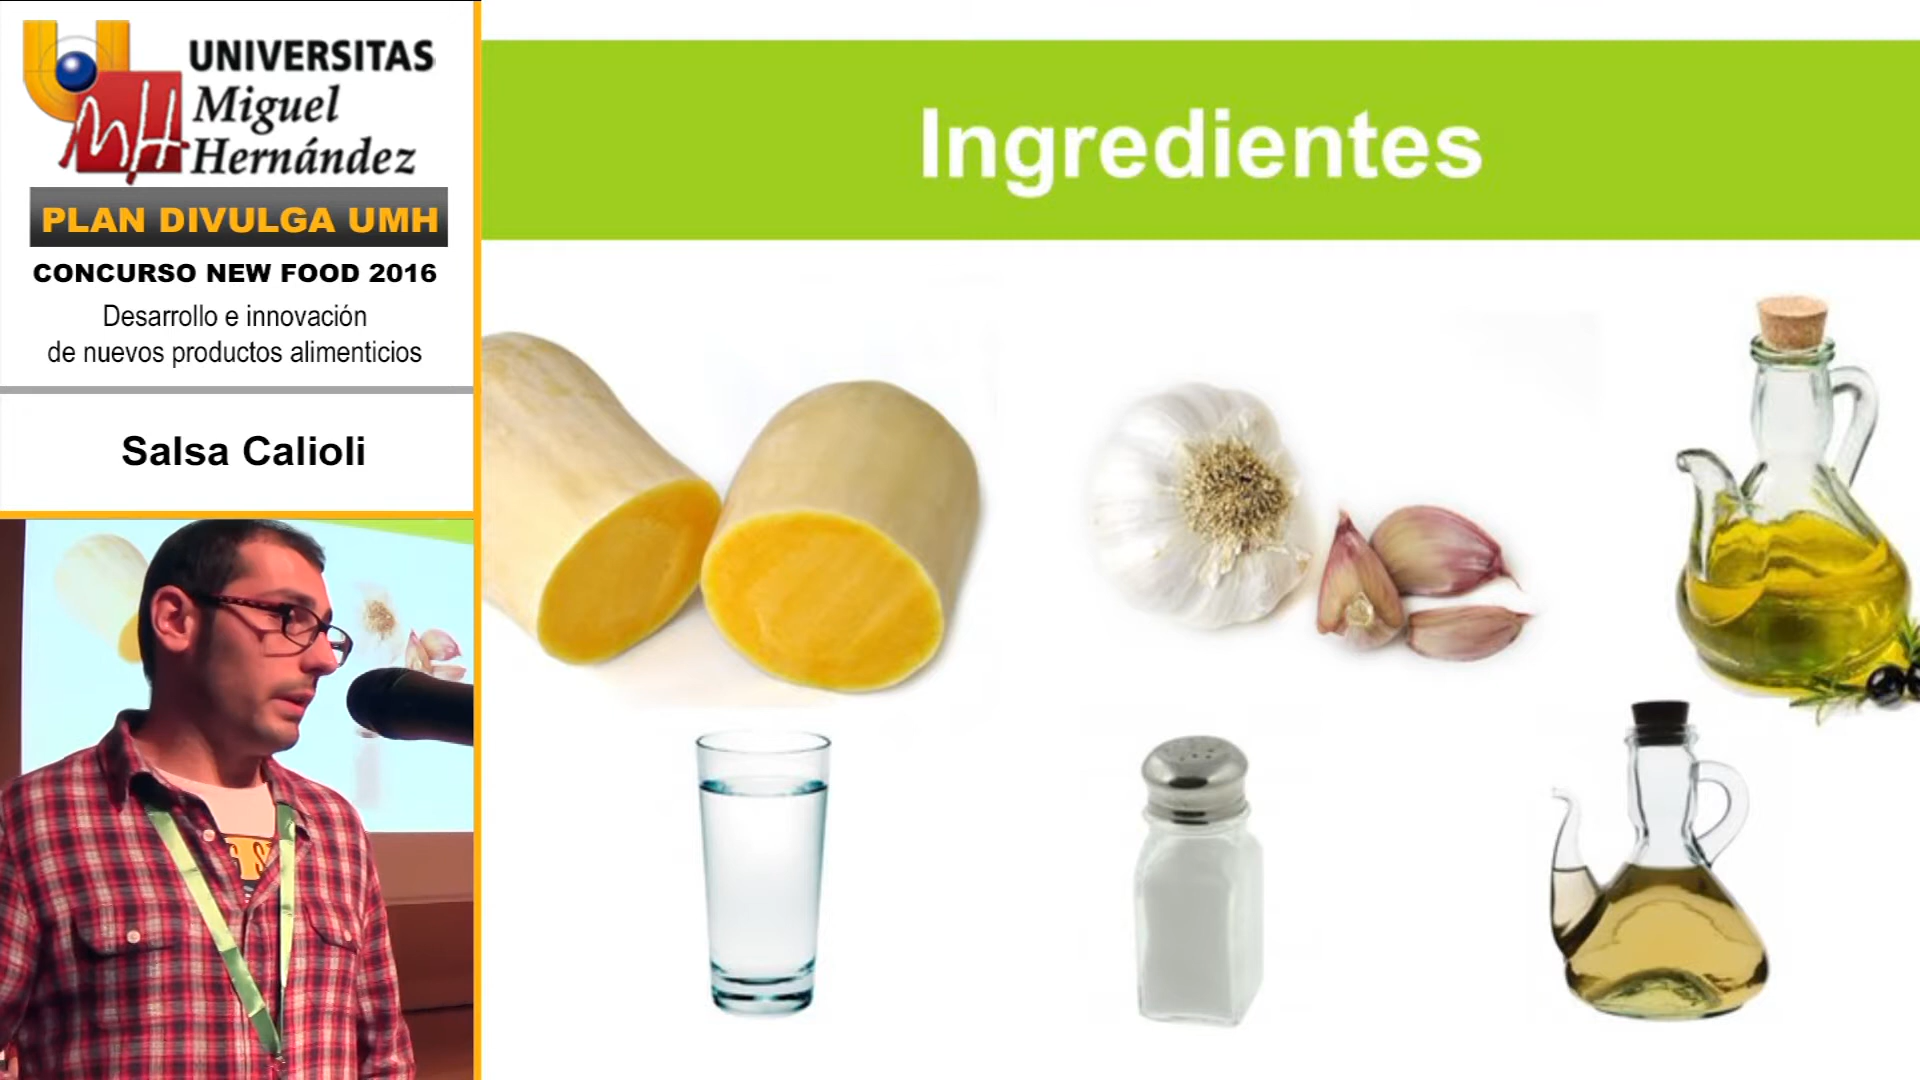 UNIVERSITAS
Miguel
Hernández
PLAN DIVULGA UMH
CONCURSO NEW FOOD 2016
Desarrollo e innovación
de nuevos productos alimenticios
Salsa Calioli
Ingredientes